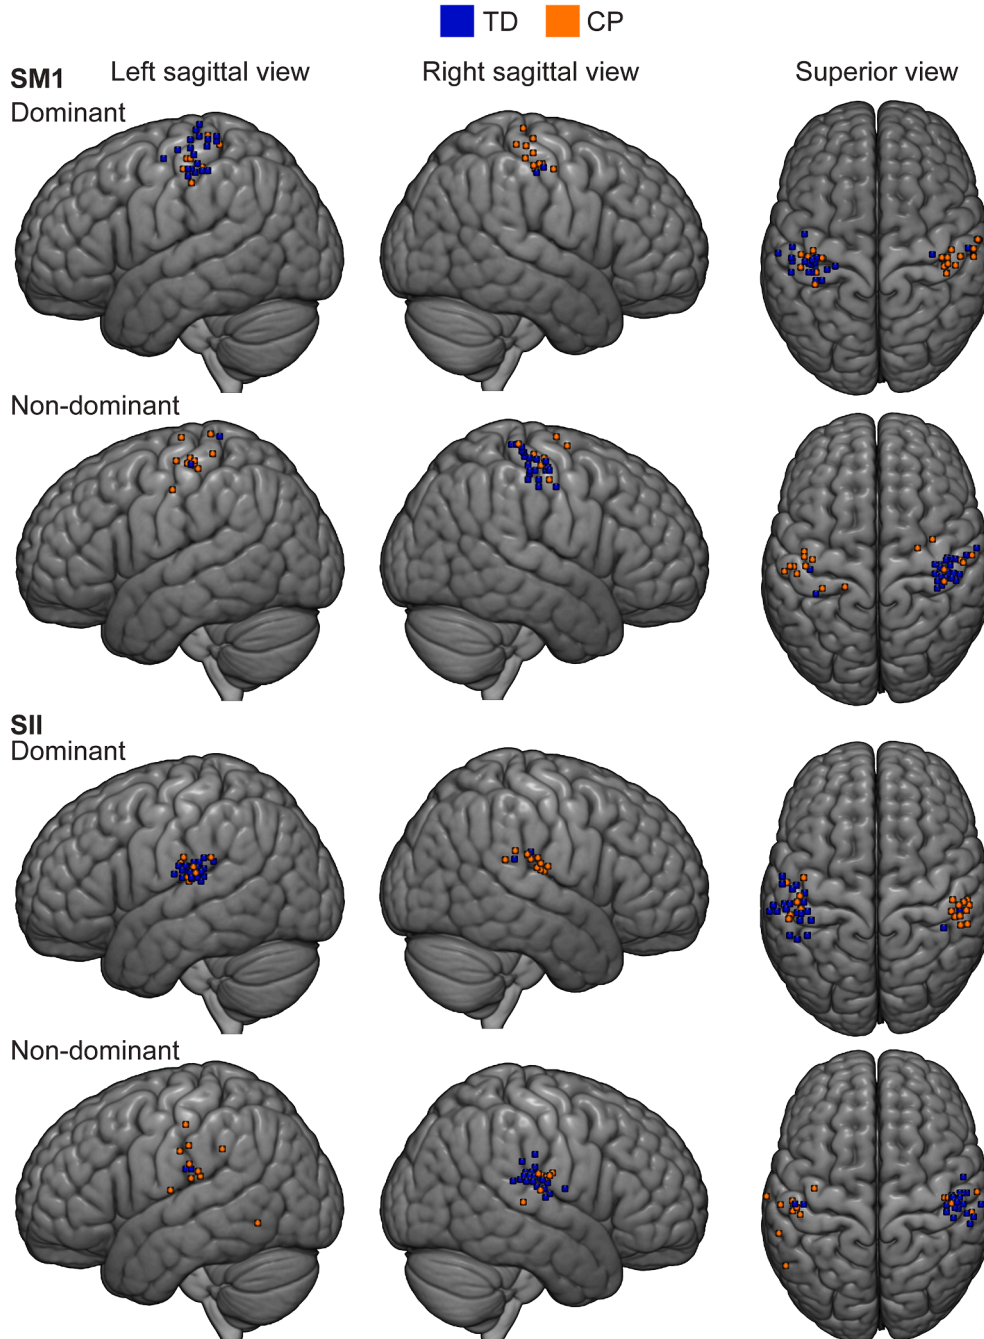 TD CP
SM1 Left sagittal view Right sagittal view Superior view
Dominant
Non-dominant
SII
Dominant
Non-dominant